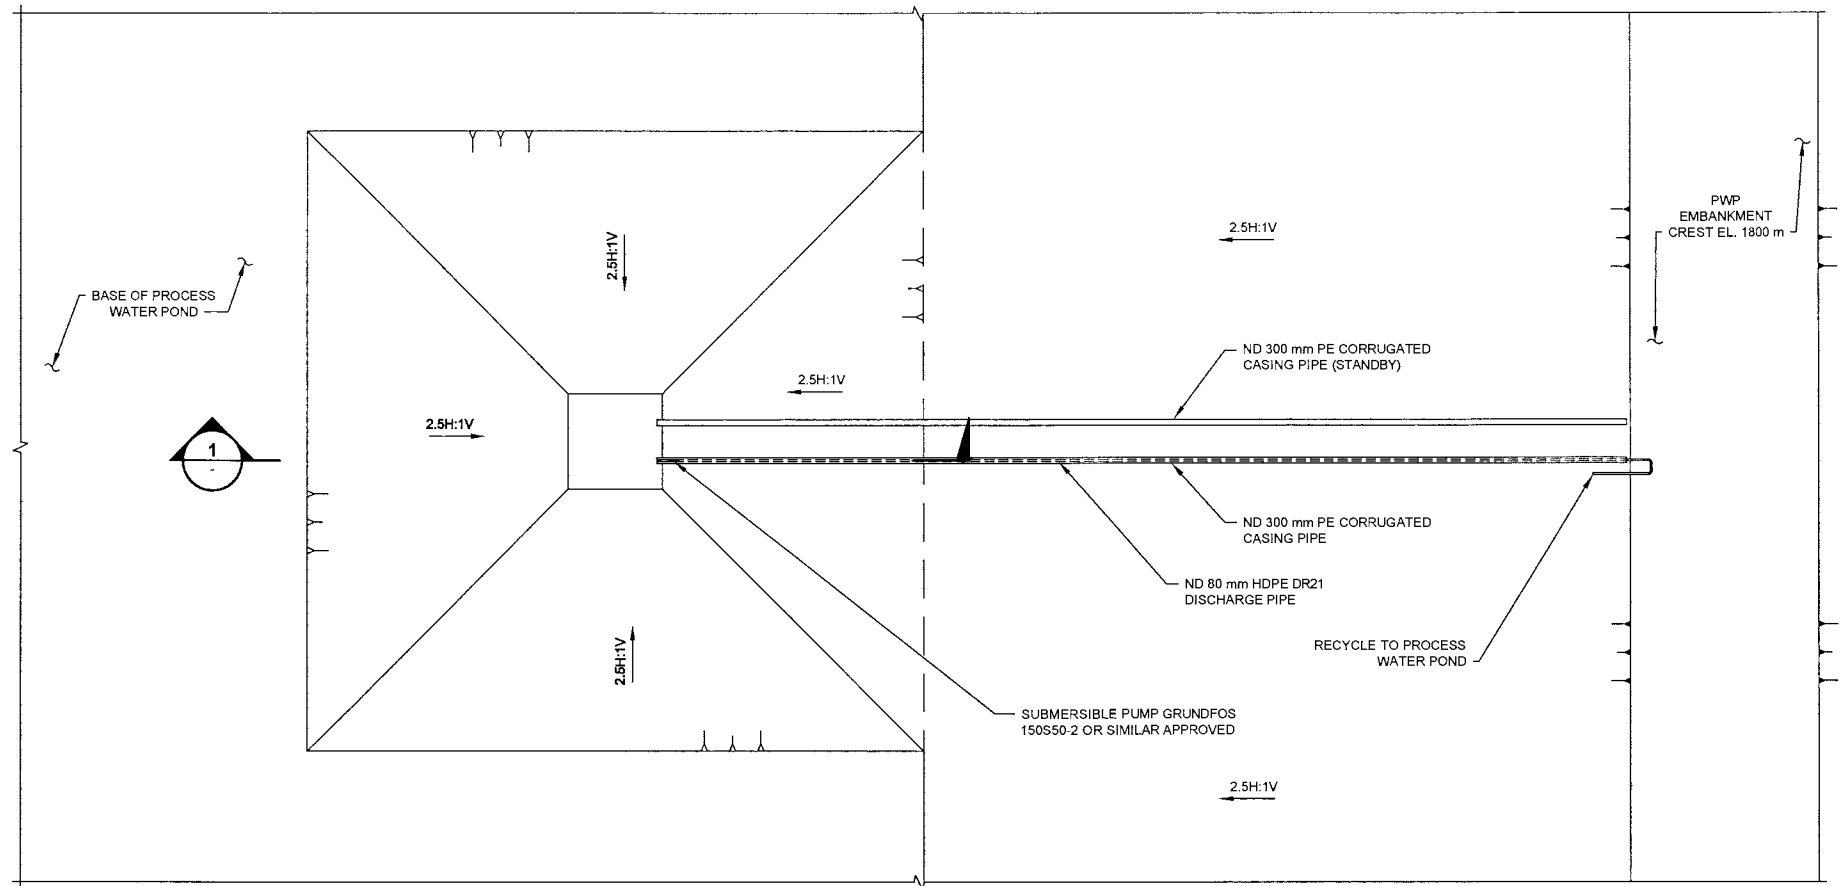 PWP
EMBANKMENT
CREST EL. 1800 m
2.5H:1V
2.5H:1V
BASE OF PROCESS
WATER POND
ND 300 mm PE CORRUGATED
CASING PIPE (STANDBY)
2.5H:1V
2.5H:1V
1
-
ND 300 mm PE CORRUGATED
CASING PIPE
ND 80 mm HDPE DR21
DISCHARGE PIPE
2.5H:1V
RECYCLE TO PROCESS
WATER POND
SUBMERSIBLE PUMP GRUNDFOS
150S50-2 OR SIMILAR APPROVED
2.5H:1V